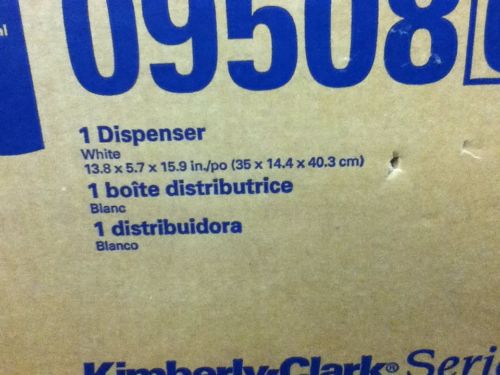 09508
1 Dispenser
White
13.8 x 5.7 x 15.9 in./po (35 x 14.4 x 40.3 cm)
1 boîte distributrice
Blanc
1 distribuidora
Blanco
Kimberly-Clark®